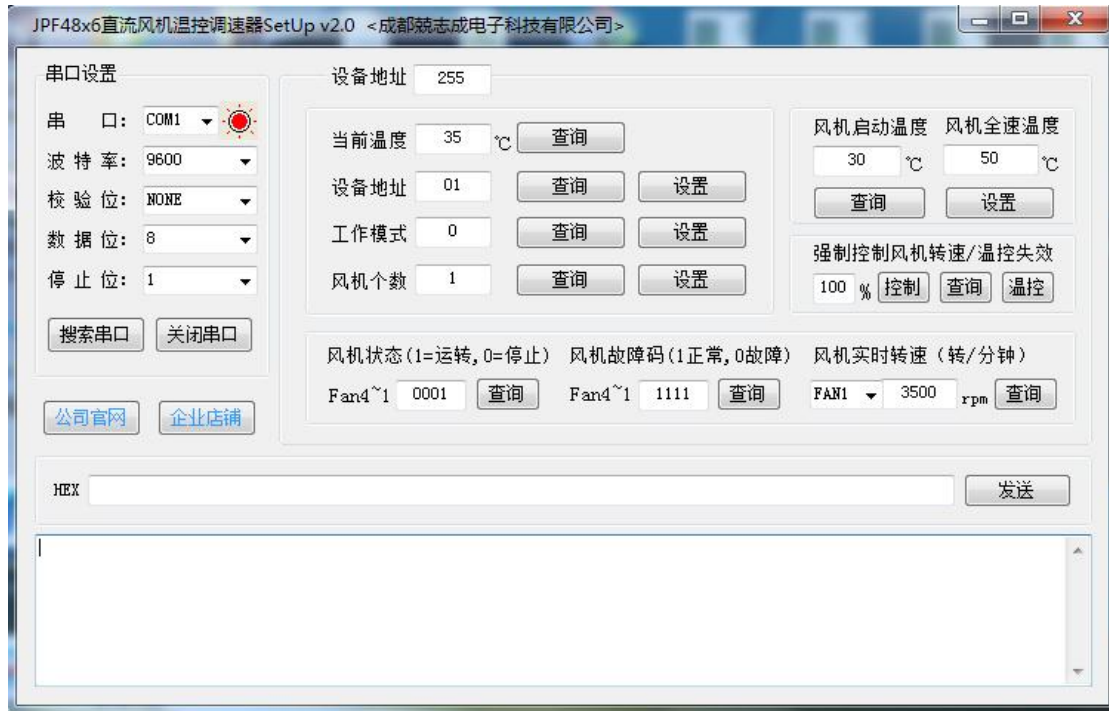 JPF48x6直流风机温控调速器SetUp v2.0 <成都兢志成电子科技有限公司>
串口设置
串 口: COM1
波 特 率: 9600
校 验 位: NONE
数 据 位: 8
停 止 位: 1
搜索串口 关闭串口
公司官网 企业店铺
设备地址 255
当前温度 35 ℃ 查询
设备地址 01 查询 设置
工作模式 0 查询 设置
风机个数 1 查询 设置
风机启动温度 风机全速温度
30 ℃ 50 ℃
查询 设置
强制控制风机转速/温控失效
100 % 控制 查询 温控
风机状态(1=运转,0=停止) 风机故障码(1正常,0故障) 风机实时转速（转/分钟）
Fan4~1 0001 查询 Fan4~1 1111 查询 FAN1 3500 rpm 查询
HEX 发送